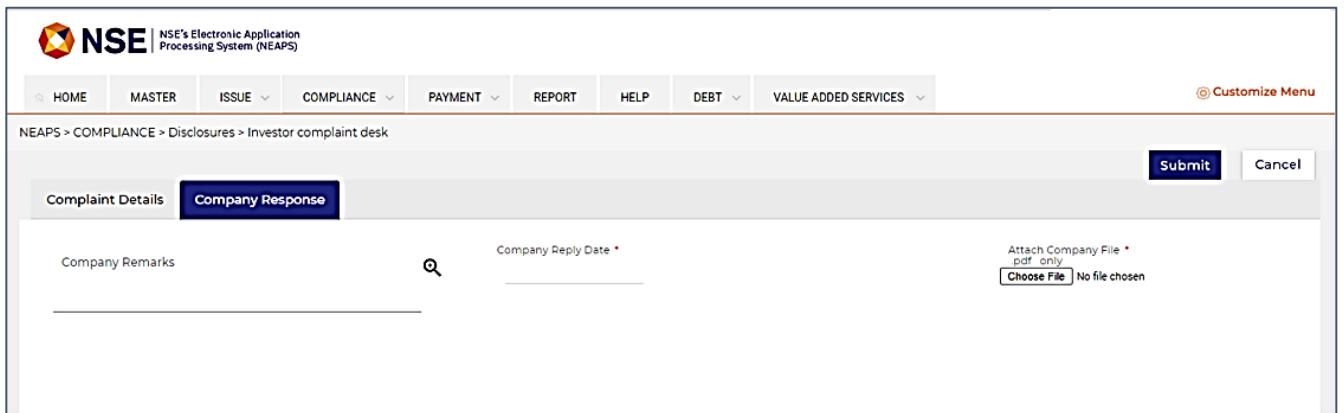 NSE NSE's Electronic Application
Processing System (NEAPS)
HOME MASTER ISSUE COMPLIANCE PAYMENT REPORT HELP DEBT VALUE ADDED SERVICES Customize Menu
NEAPS > COMPLIANCE > Disclosures > Investor complaint desk
Submit Cancel
Complaint Details Company Response
Company Remarks
Company Reply Date *
Attach Company File *
.pdf only
Choose File No file chosen